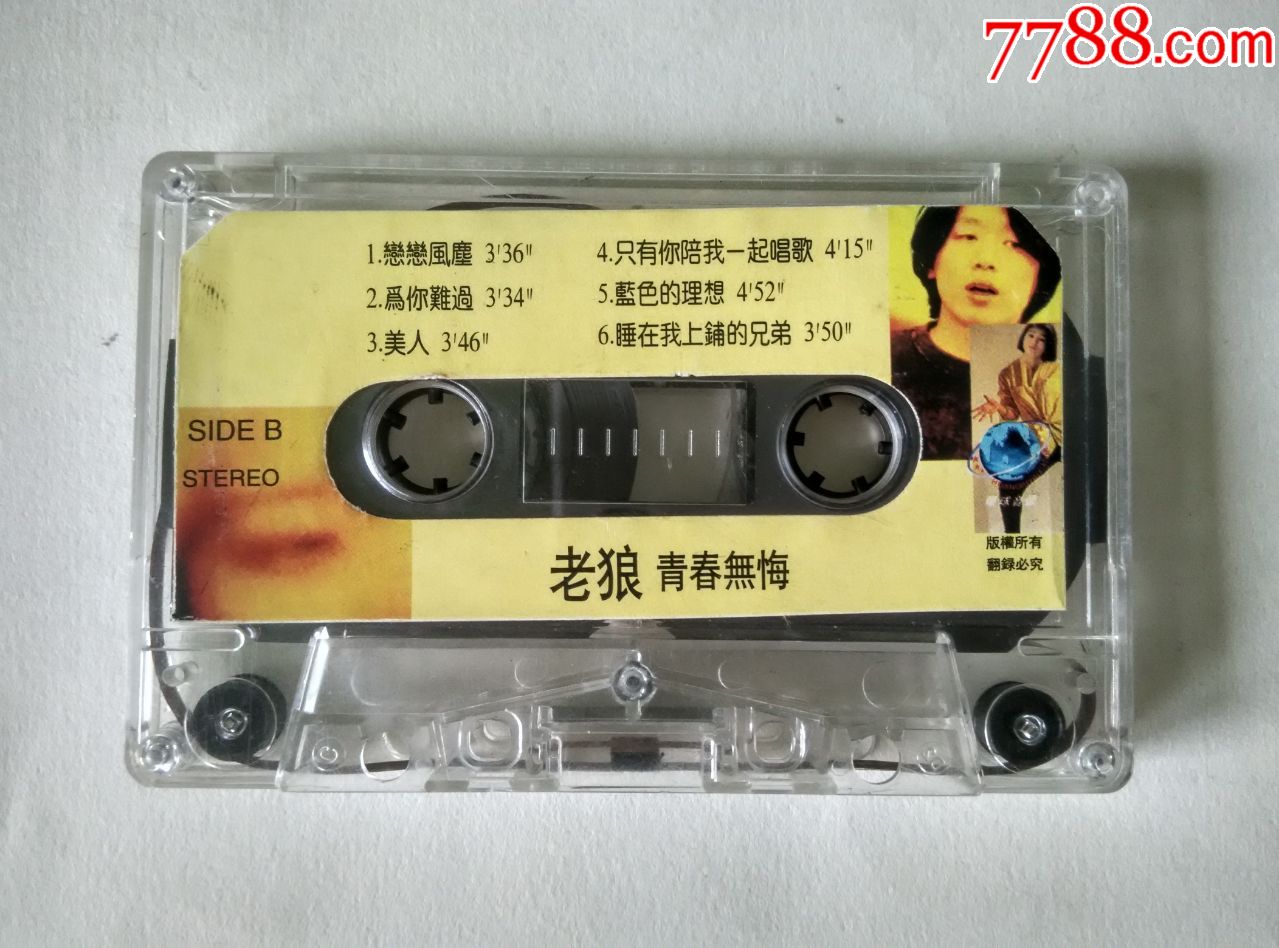 7788.com
1.戀戀風塵 3'36"
2.爲你難過 3'34"
3.美人 3'46"
4.只有你陪我一起唱歌 4'15"
5.藍色的理想 4'52"
6.睡在我上鋪的兄弟 3'50"
SIDE B
STEREO
老狼 青春無悔
版權所有
翻録必究